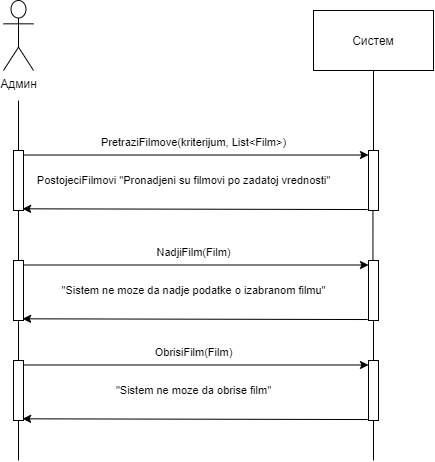 Систем
Админ
PretraziFilmove(kriterijum, List<Film>)
PostojeciFilmovi "Pronadjeni su filmovi po zadatoj vrednosti"
NadjiFilm(Film)
"Sistem ne moze da nadje podatke o izabranom filmu"
ObrisiFilm(Film)
"Sistem ne moze da obrise film"